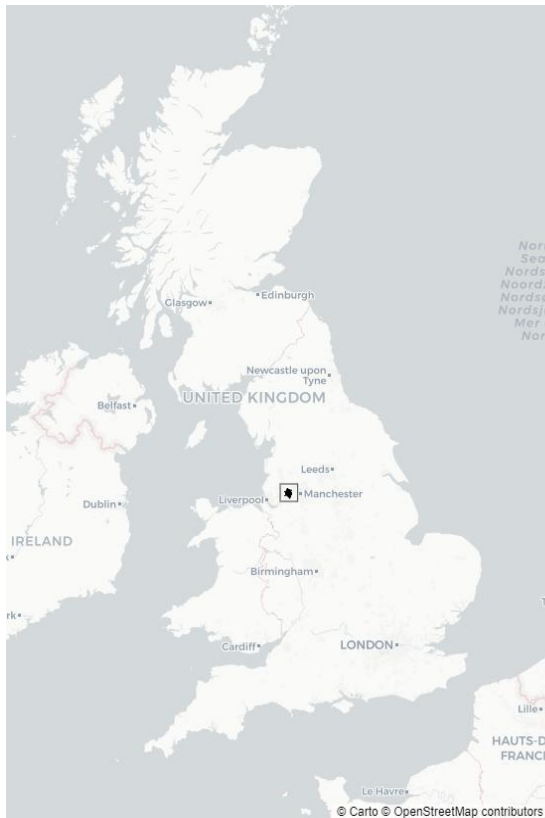 Nor
Sea
Nords
Noord
Nords
Nordsj
Mer
Nor
Glasgow
Edinburgh
Newcastle upon
Tyne
UNITED KINGDOM
Belfast
Leeds
Liverpool
Manchester
Dublin
IRELAND
k
Birmingham
rk
Cardiff
LONDON
Lille
HAUTS-D
FRANC
Le Havre
© Carto © OpenStreetMap contributors